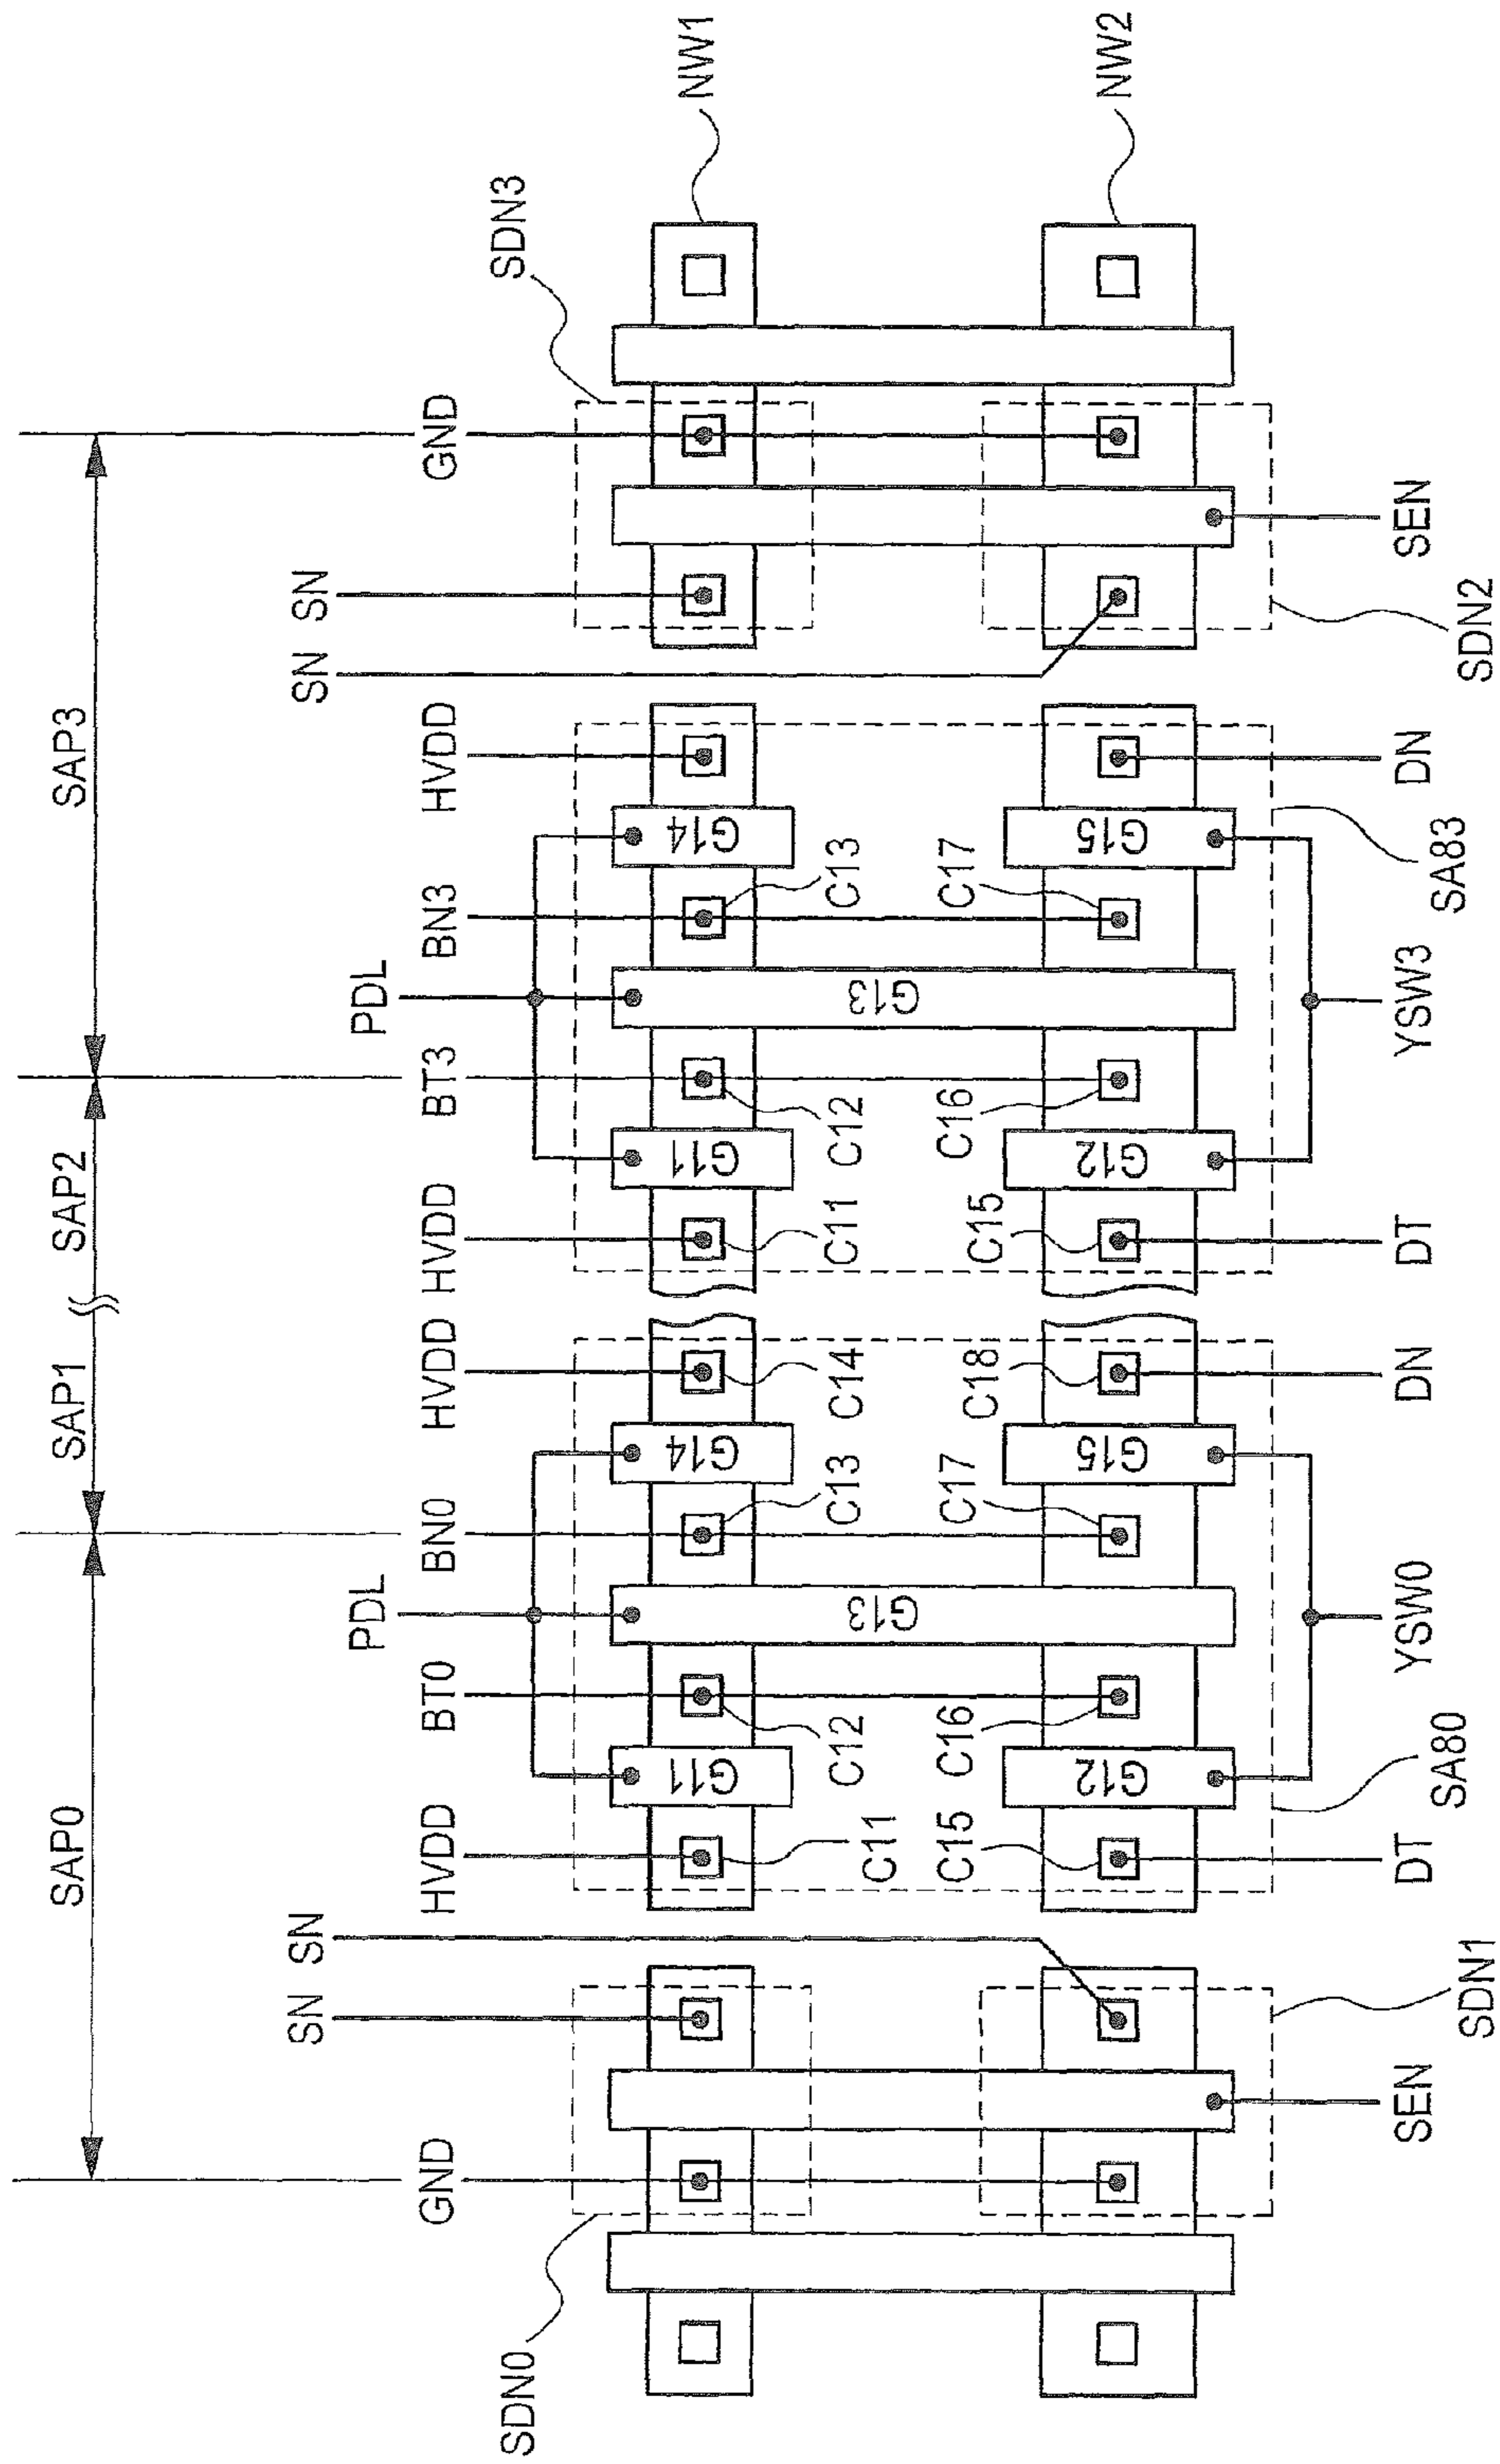 SAP0
SAP1
SAP2
SAP3
SN
SN
SN
SN
GND
HVDD
BT0
PDL
BN0
HVDD
HVDD
BT3
PDL
BN3
HVDD
GND
SDN0
SDN3
NW1
G11
G14
G11
G14
C11
C12
C13
C14
C11
C12
C13
G13
G13
C15
C16
C17
C18
C15
C16
C17
G12
G15
G12
G15
NW2
SEN
DT
YSW0
DN
DT
YSW3
DN
SEN
SDN1
SA80
SA83
SDN2